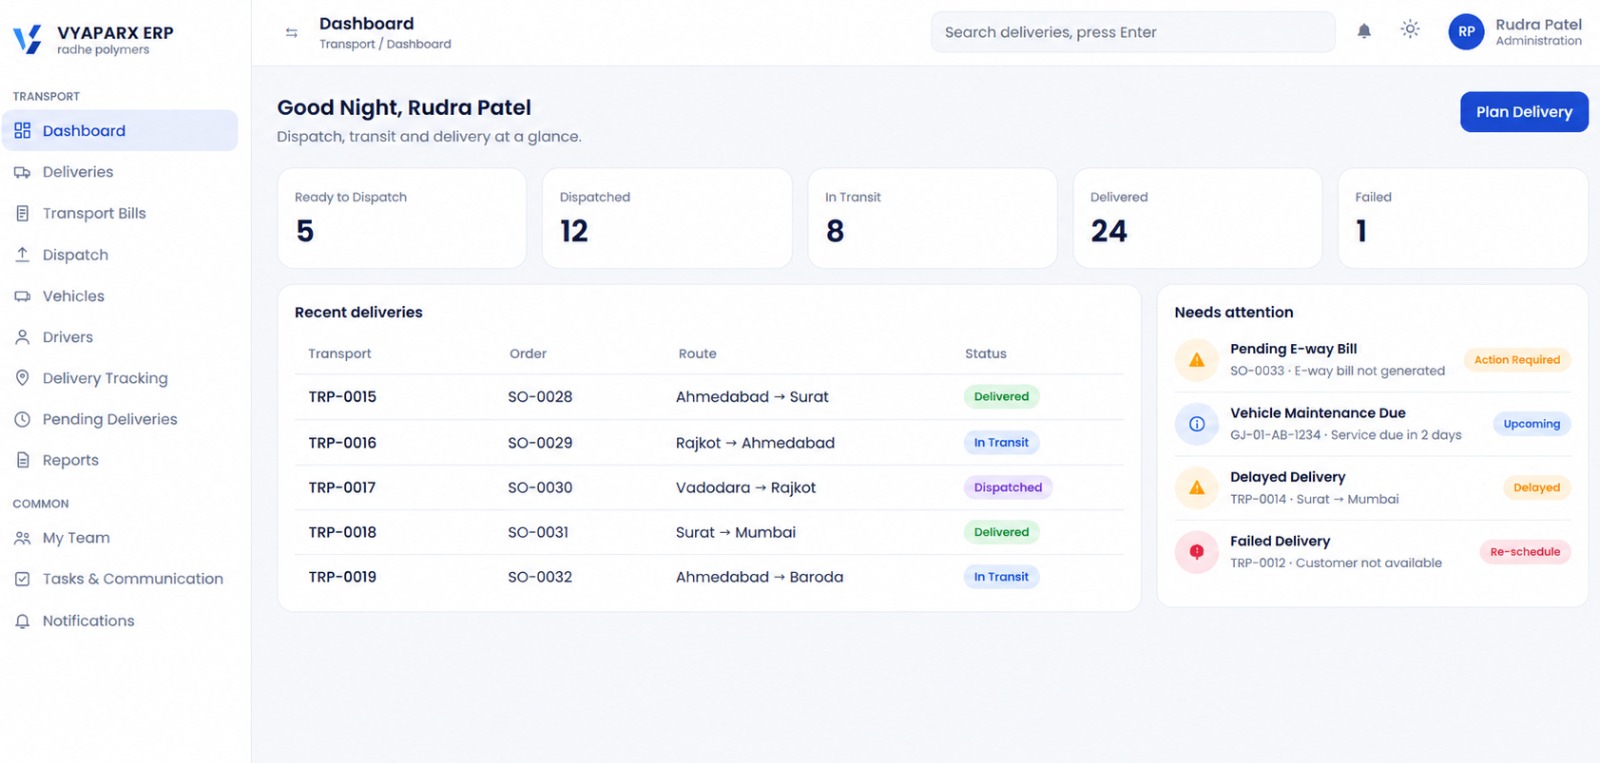 VYAPARX ERP
radhe polymers
TRANSPORT
Dashboard
Deliveries
Transport Bills
Dispatch
Vehicles
Drivers
Delivery Tracking
Pending Deliveries
Reports
COMMON
My Team
Tasks & Communication
Notifications
Dashboard
Transport / Dashboard
Search deliveries, press Enter
RP
Rudra Patel
Administration
Good Night, Rudra Patel
Dispatch, transit and delivery at a glance.
Plan Delivery
Ready to Dispatch
5
Dispatched
12
In Transit
8
Delivered
24
Failed
1
Recent deliveries
Transport Order Route Status
TRP-0015 SO-0028 Ahmedabad → Surat Delivered
TRP-0016 SO-0029 Rajkot → Ahmedabad In Transit
TRP-0017 SO-0030 Vadodara → Rajkot Dispatched
TRP-0018 SO-0031 Surat → Mumbai Delivered
TRP-0019 SO-0032 Ahmedabad → Baroda In Transit
Needs attention
Pending E-way Bill
SO-0033 · E-way bill not generated
Action Required
Vehicle Maintenance Due
GJ-01-AB-1234 · Service due in 2 days
Upcoming
Delayed Delivery
TRP-0014 · Surat → Mumbai
Delayed
Failed Delivery
TRP-0012 · Customer not available
Re-schedule